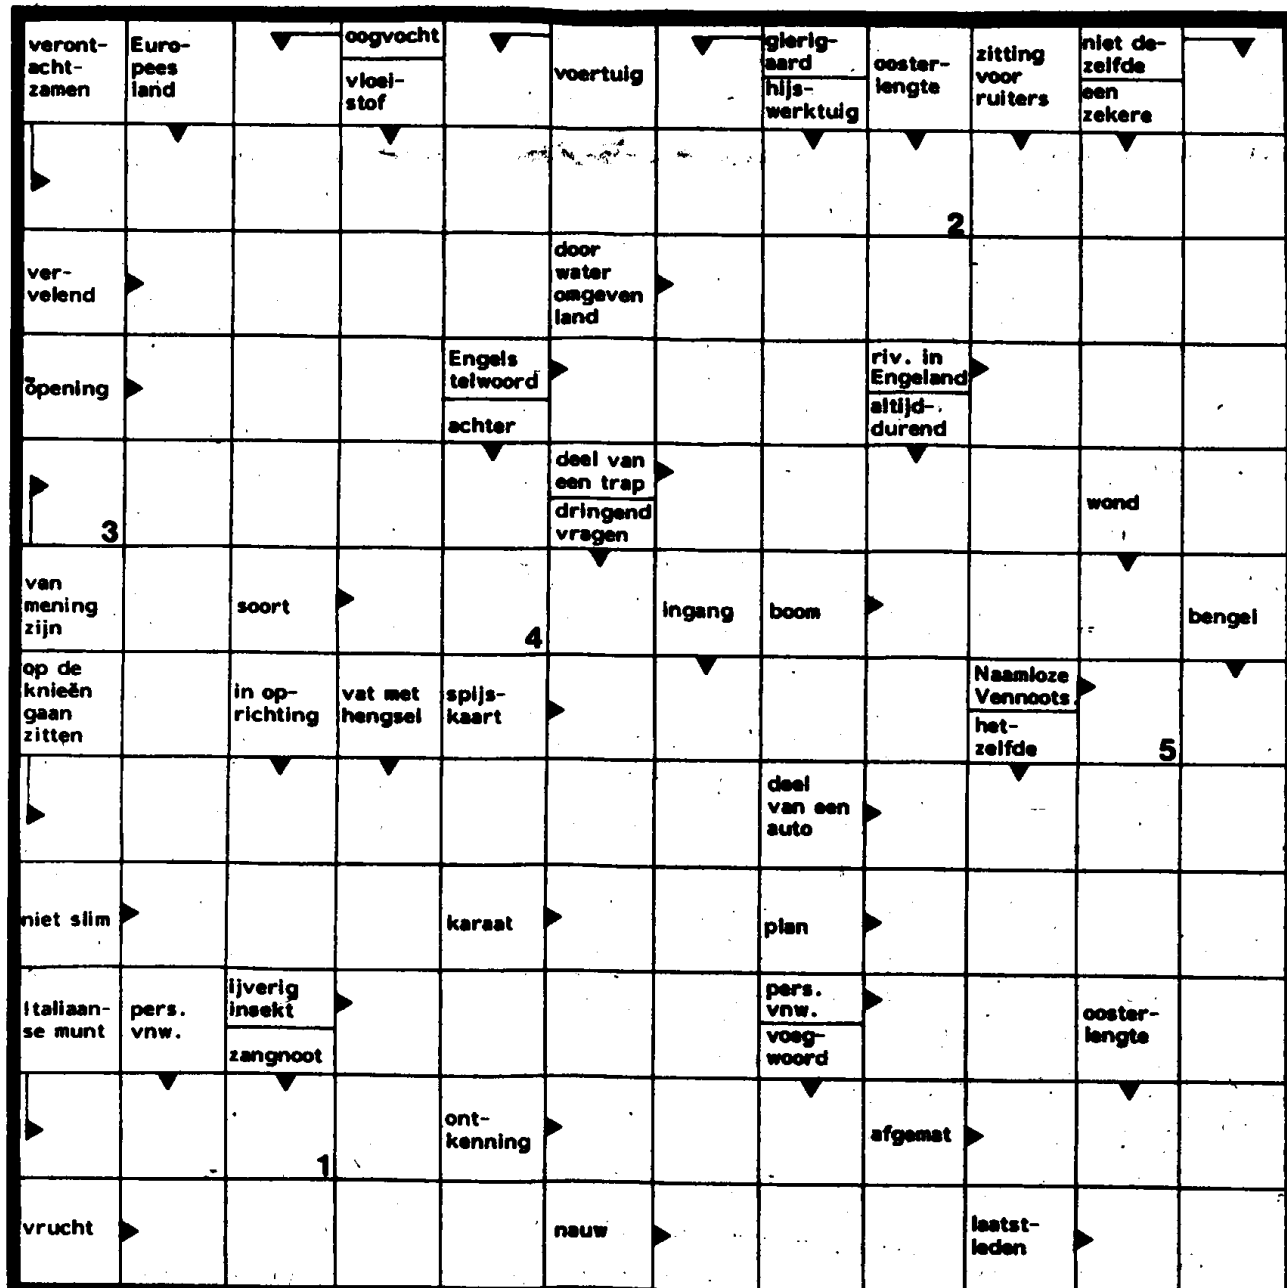 veront-
acht-
zamen
Euro-
pees
land
oogvocht
vloei-
stof
voertuig
gierig-
aard
hijs-
werktuig
ooster-
lengte
zitting
voor
ruiters
niet de-
zelfde
een
zekere
2
ver-
velend
door
water
omgeven
land
opening
Engels
telwoord
achter
riv. in
Engeland
altijd-
durend
3
deel van
een trap
dringend
vragen
wond
van
mening
zijn
soort
4
ingang
boom
bengel
op de
knieën
gaan
zitten
in op-
richting
vat met
hengsel
spijs-
kaart
Naamloze
Vennoots.
het-
zelfde
5
deel
van een
auto
niet slim
karaat
plan
Italiaan-
se munt
pers.
vnw.
ijverig
insekt
zangnoot
pers.
vnw.
voeg-
woord
ooster-
lengte
1
ont-
kenning
afgemat
vrucht
nauw
laatst-
leden